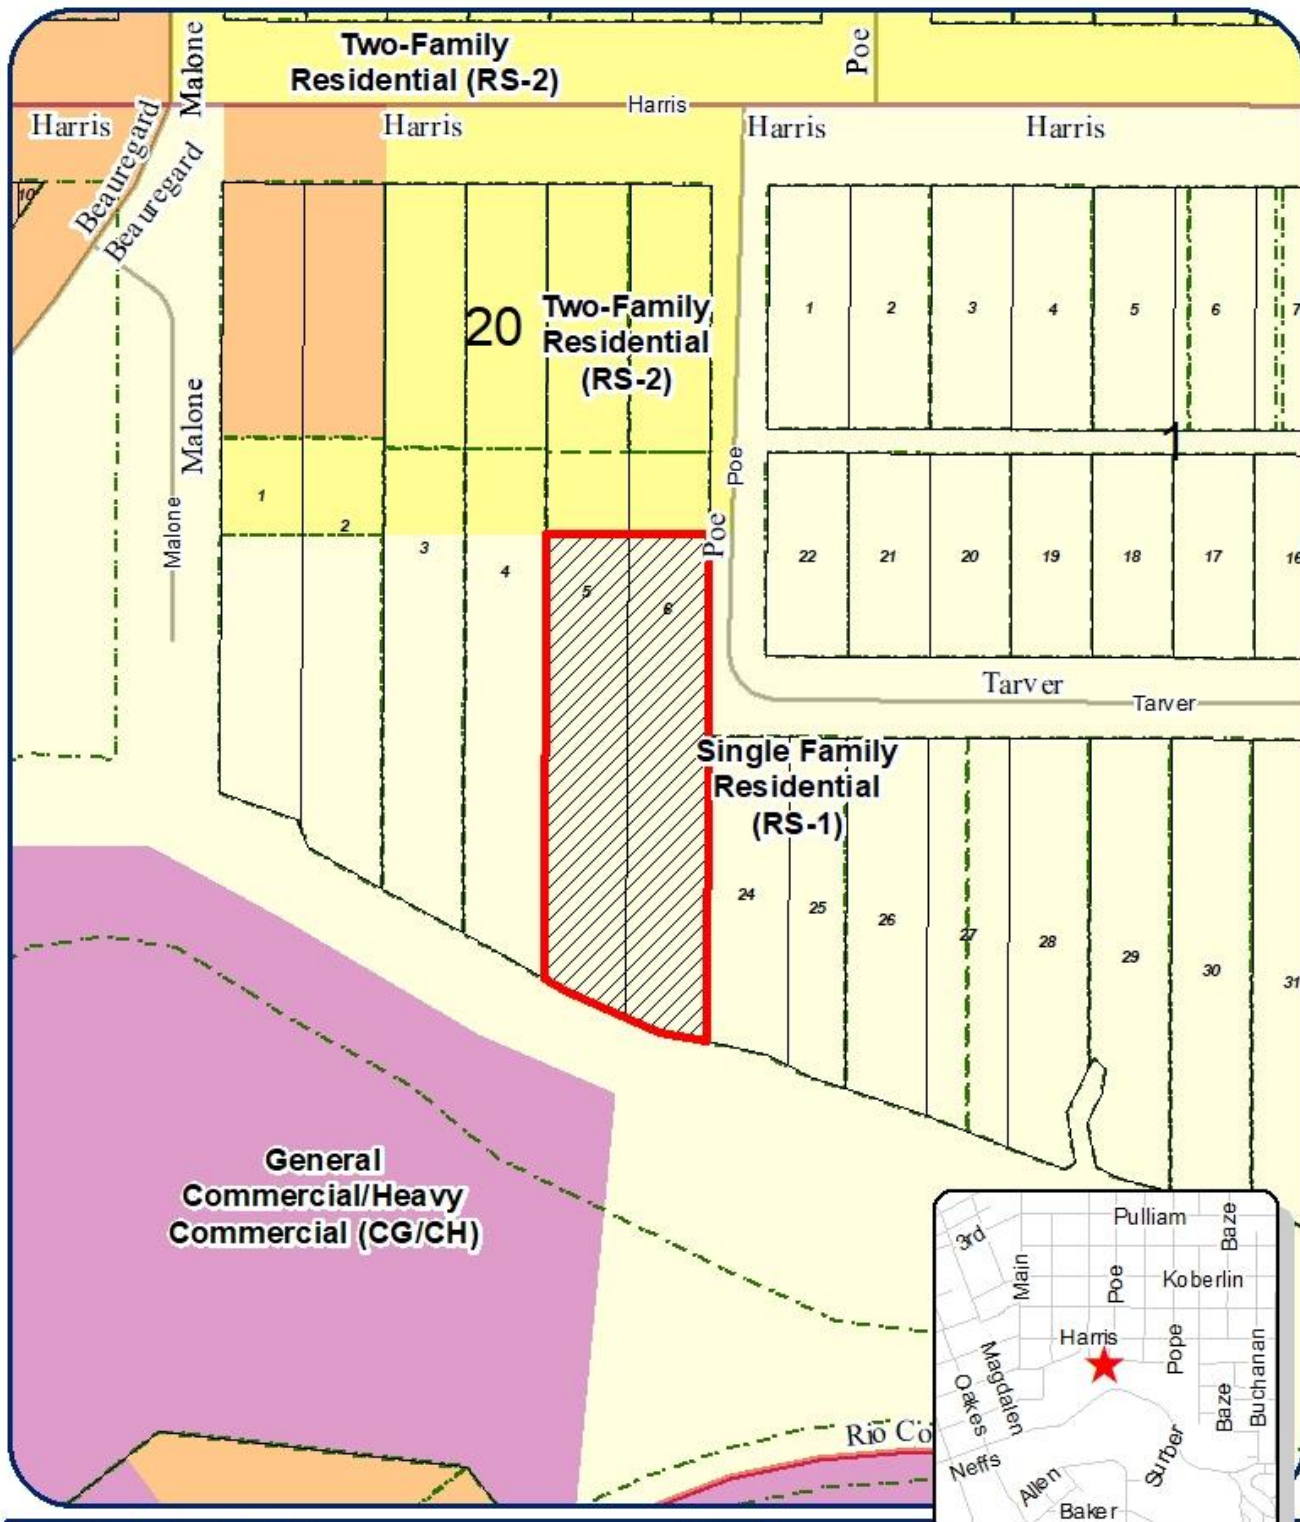 Malone
Two-Family
Residential (RS-2)
Poe
Harris
Harris
Harris
Harris
Harris
Beauregard
Beauregard
10
20
Two-Family
Residential
(RS-2)
1
2
3
4
5
6
7
Malone
Malone
Poe
Poe
1
1
2
3
4
5
6
22
21
20
19
18
17
16
Tarver
Tarver
Single Family
Residential
(RS-1)
24
25
26
27
28
29
30
31
General
Commercial/Heavy
Commercial (CG/CH)
Rio Co
3rd
Pulliam
Baze
Main
Poe
Koberlin
Harris
Pope
Buchanan
Magdalen
Oakes
Baze
Neffs
Allen
Surber
Baker